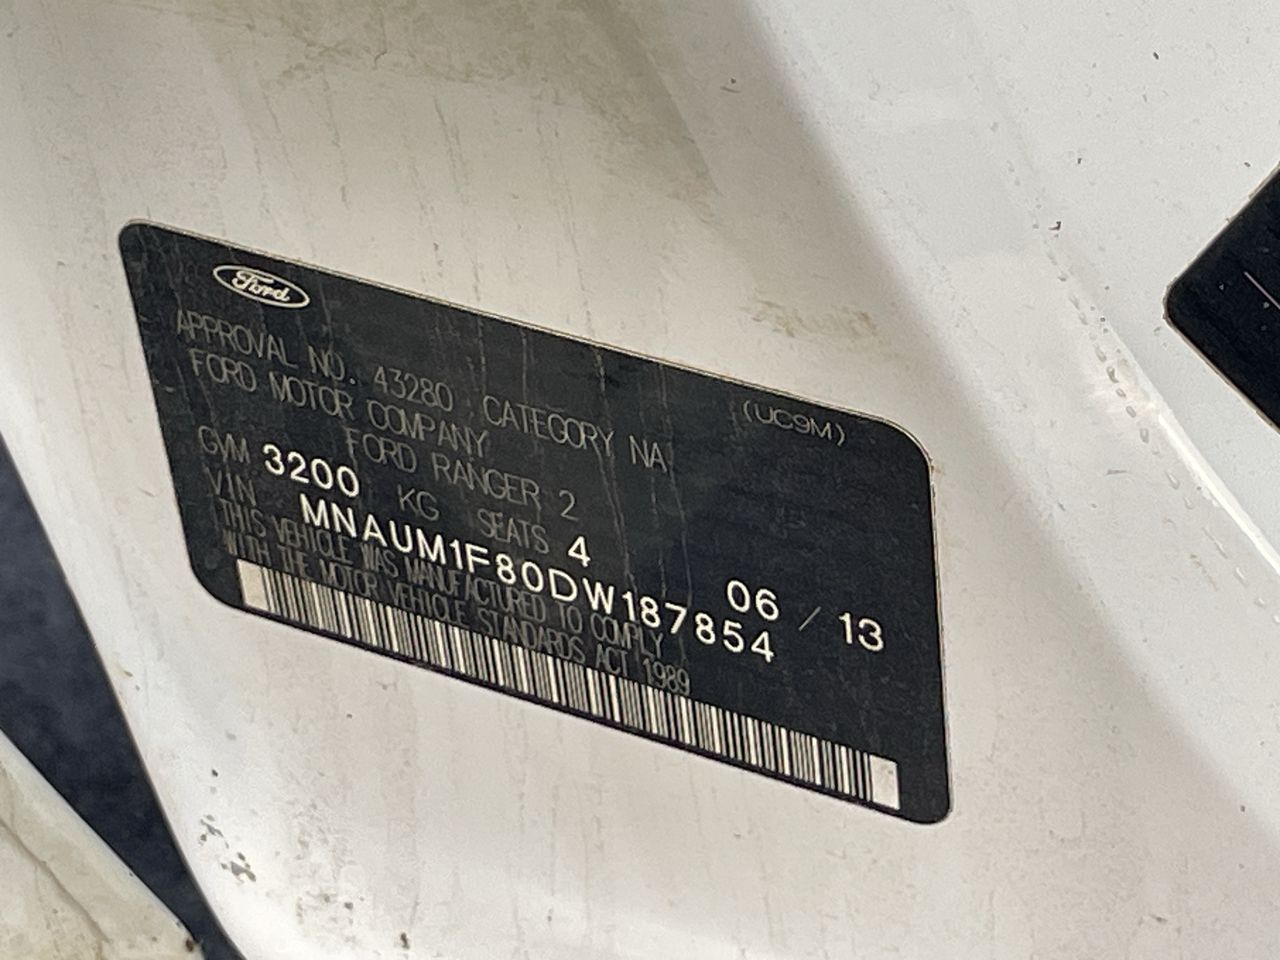 Ford
(UC9M)
APPROVAL NO. 43280 CATEGORY NA
FORD MOTOR COMPANY
FORD RANGER 2
GVM 3200 KG SEATS 4 06 / 13
VIN MNAUM1F80DW187854
THIS VEHICLE WAS MANUFACTURED TO COMPLY
WITH THE MOTOR VEHICLE STANDARDS ACT 1989